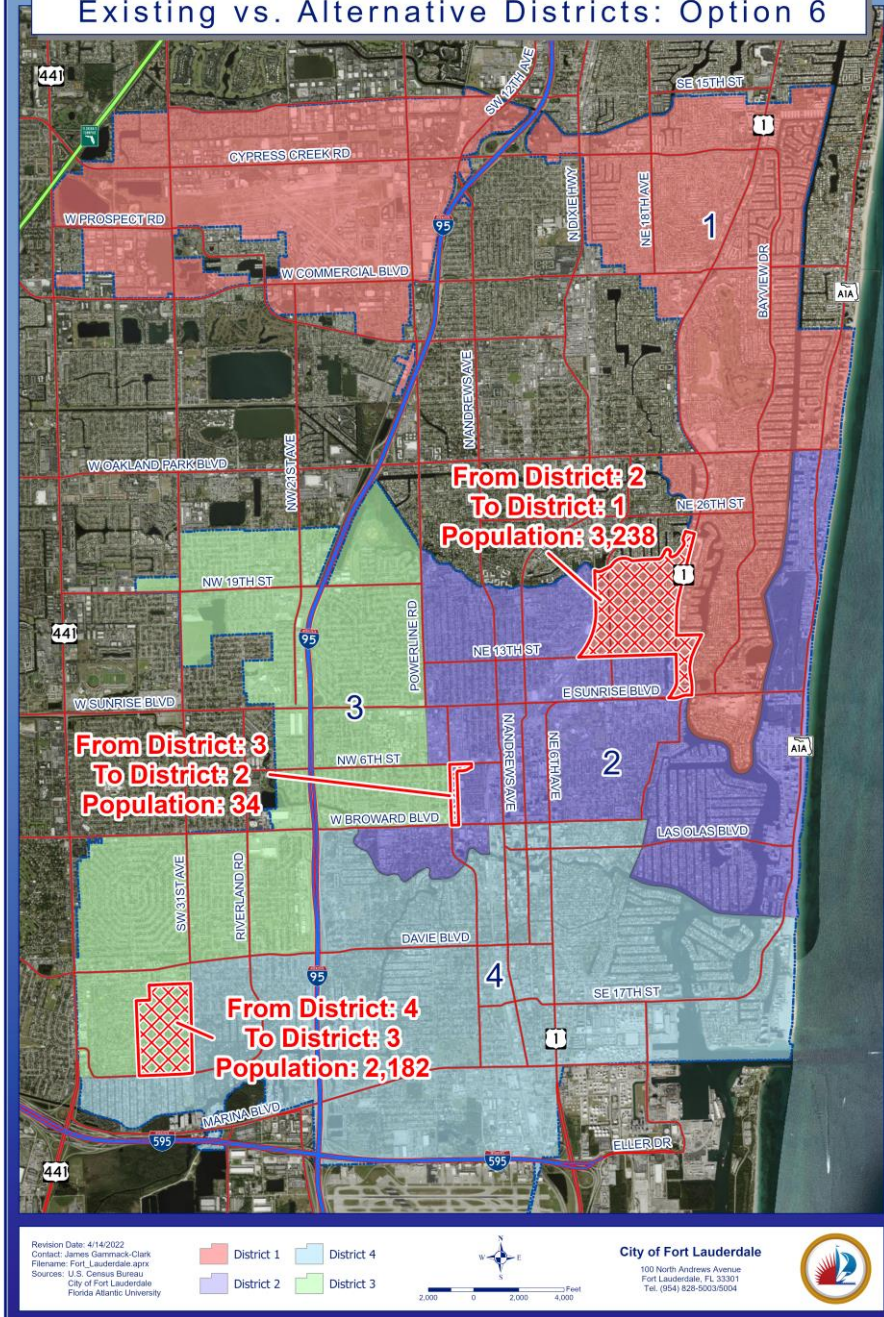 Existing vs. Alternative Districts: Option 6
441
SW 12TH AVE
SE 15TH ST
1
CYPRESS CREEK RD
N DIXIE HWY
NE 18TH AVE
W PROSPECT RD
95
1
BAYVIEW DR
W COMMERCIAL BLVD
A1A
N ANDREWS AVE
NW 21ST AVE
W OAKLAND PARK BLVD
From District: 2
To District: 1
Population: 3,238
NE 26TH ST
1
NW 19TH ST
441
95
POWERLINE RD
NE 13TH ST
W SUNRISE BLVD
E SUNRISE BLVD
3
N ANDREWS AVE
NE 6TH AVE
A1A
From District: 3
To District: 2
Population: 34
NW 6TH ST
2
W BROWARD BLVD
LAS OLAS BLVD
SW 31ST AVE
RIVERLAND RD
DAVIE BLVD
95
4
SE 17TH ST
From District: 4
To District: 3
Population: 2,182
1
MARINA BLVD
595
595
ELLER DR
441
Revision Date: 4/14/2022
Contact: James Gammack-Clark
Filename: Fort_Lauderdale.aprx
Sources: U.S. Census Bureau
City of Fort Lauderdale
Florida Atlantic University
District 1
District 4
District 2
District 3
N
W
E
S
Feet
2,000
0
2,000
4,000
City of Fort Lauderdale
100 North Andrews Avenue
Fort Lauderdale, FL 33301
Tel. (954) 828-5003/5004